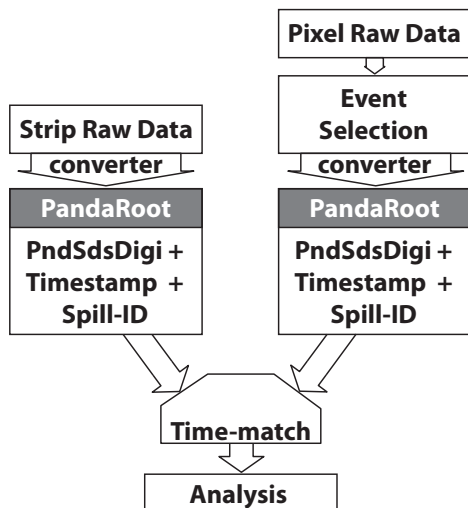 Pixel Raw Data
Event
Selection
Strip Raw Data
converter
converter
PandaRoot
PandaRoot
PndSdsDigi +
Timestamp +
Spill-ID
PndSdsDigi +
Timestamp +
Spill-ID
Time-match
Analysis